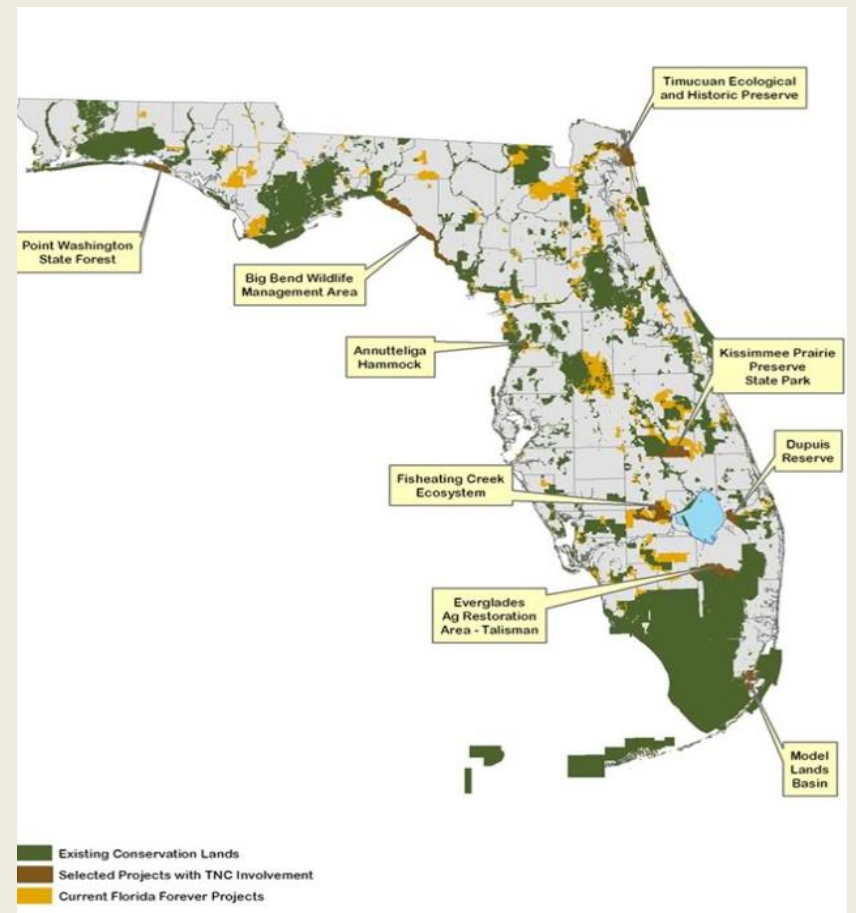 Timucuan Ecological
and Historic Preserve
Point Washington
State Forest
Big Bend Wildlife
Management Area
Annutteliga
Hammock
Kissimmee Prairie
Preserve
State Park
Dupuis
Reserve
Fisheating Creek
Ecosystem
Everglades
Ag Restoration
Area - Talisman
Model
Lands
Basin
Existing Conservation Lands
Selected Projects with TNC Involvement
Current Florida Forever Projects